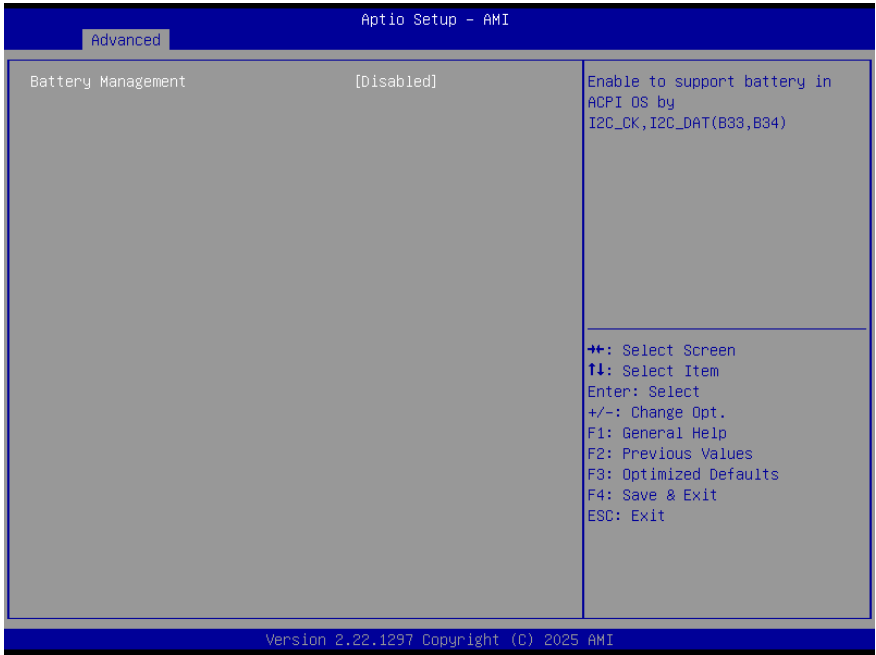 Aptio Setup – AMI
Advanced
Battery Management [Disabled]
Enable to support battery in
ACPI OS by
I2C_CK,I2C_DAT(B33,B34)
→←: Select Screen
↑↓: Select Item
Enter: Select
+/-: Change Opt.
F1: General Help
F2: Previous Values
F3: Optimized Defaults
F4: Save & Exit
ESC: Exit
Version 2.22.1297 Copyright (C) 2025 AMI